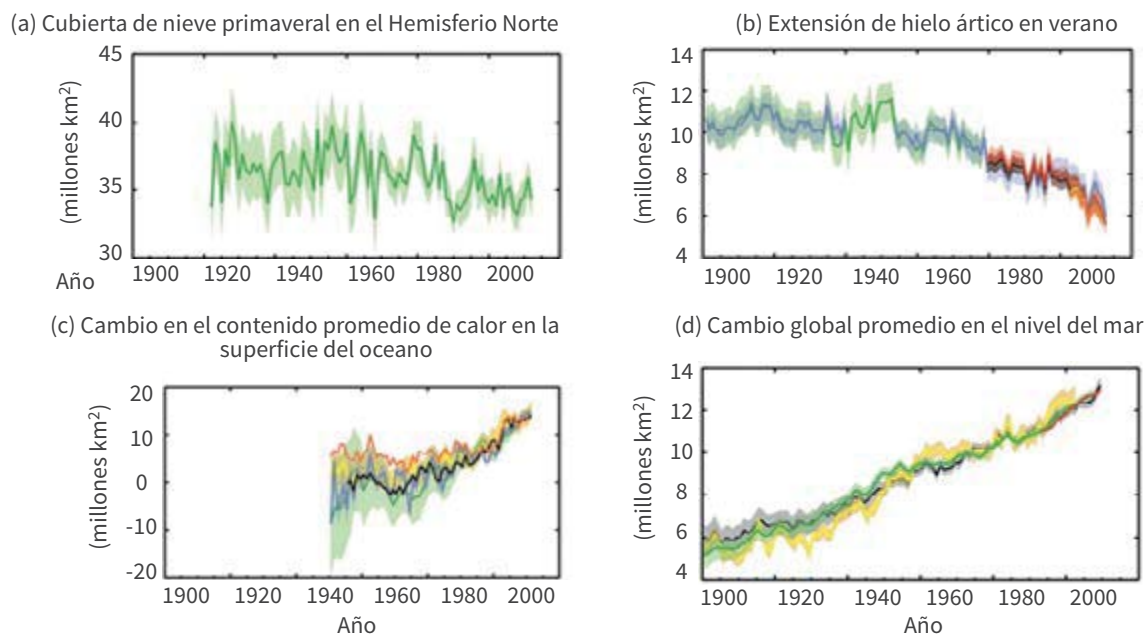 (a) Cubierta de nieve primaveral en el Hemisferio Norte
45
40
35
30
(millones km²)
1900 1920 1940 1960 1980 2000
Año
(b) Extensión de hielo ártico en verano
14
12
10
8
6
4
(millones km²)
1900 1920 1940 1960 1980 2000
(c) Cambio en el contenido promedio de calor en la
superficie del oceano
20
10
0
-10
-20
(millones km²)
1900 1920 1940 1960 1980 2000
Año
(d) Cambio global promedio en el nivel del mar
14
12
10
8
6
4
(millones km²)
1900 1920 1940 1960 1980 2000
Año